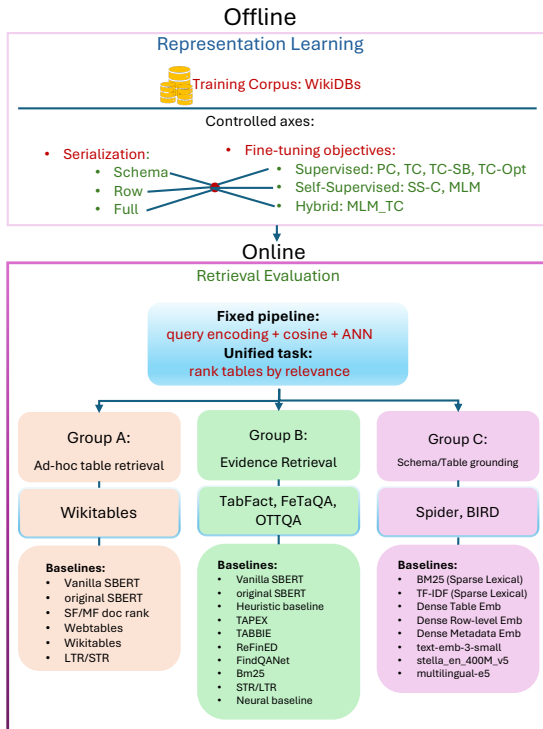 Offline
Representation Learning
Training Corpus: WikiDBs
Controlled axes:
• Serialization:
• Schema
• Row
• Full
• Fine-tuning objectives:
• Supervised: PC, TC, TC-SB, TC-Opt
• Self-Supervised: SS-C, MLM
• Hybrid: MLM_TC
Online
Retrieval Evaluation
Fixed pipeline:
query encoding + cosine + ANN
Unified task:
rank tables by relevance
Group A:
Ad-hoc table retrieval
Wikitables
Baselines:
• Vanilla SBERT
• original SBERT
• SF/MF doc rank
• Webtables
• Wikitables
• LTR/STR
Group B:
Evidence Retrieval
TabFact, FeTaQA,
OTTQA
Baselines:
• Vanilla SBERT
• original SBERT
• Heuristic baseline
• TAPEX
• TABBIE
• ReFinED
• FindQANet
• Bm25
• STR/LTR
• Neural baseline
Group C:
Schema/Table grounding
Spider, BIRD
Baselines:
• BM25 (Sparse Lexical)
• TF-IDF (Sparse Lexical)
• Dense Table Emb
• Dense Row-level Emb
• Dense Metadata Emb
• text-emb-3-small
• stella_en_400M_v5
• multilingual-e5